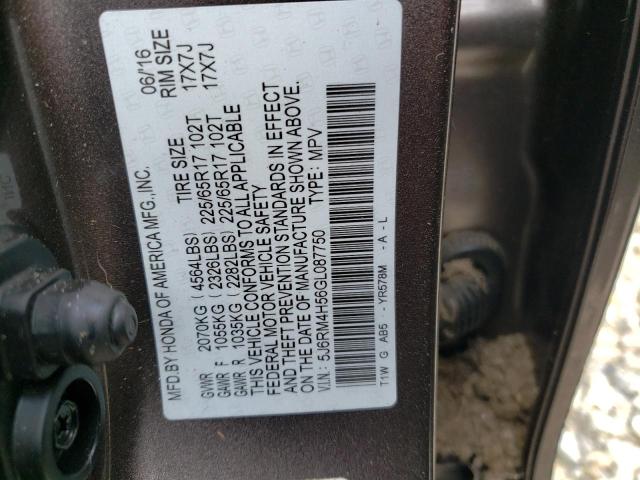 MFD.BY HONDA OF AMERICA MFG.,INC. 06/16
TIRE SIZE RIM SIZE
GVWR 2070KG ( 4564LBS)
GAWR F 1055KG ( 2326LBS) 225/65R17 102T 17X7J
GAWR R 1035KG ( 2282LBS) 225/65R17 102T 17X7J
THIS VEHICLE CONFORMS TO ALL APPLICABLE
FEDERAL MOTOR VEHICLE SAFETY
AND THEFT PREVENTION STANDARDS IN EFFECT
ON THE DATE OF MANUFACTURE SHOWN ABOVE.
V.I.N.: 5J6RM4H56GL087750 TYPE: MPV
T1W G AB5 - YR578M - A - L